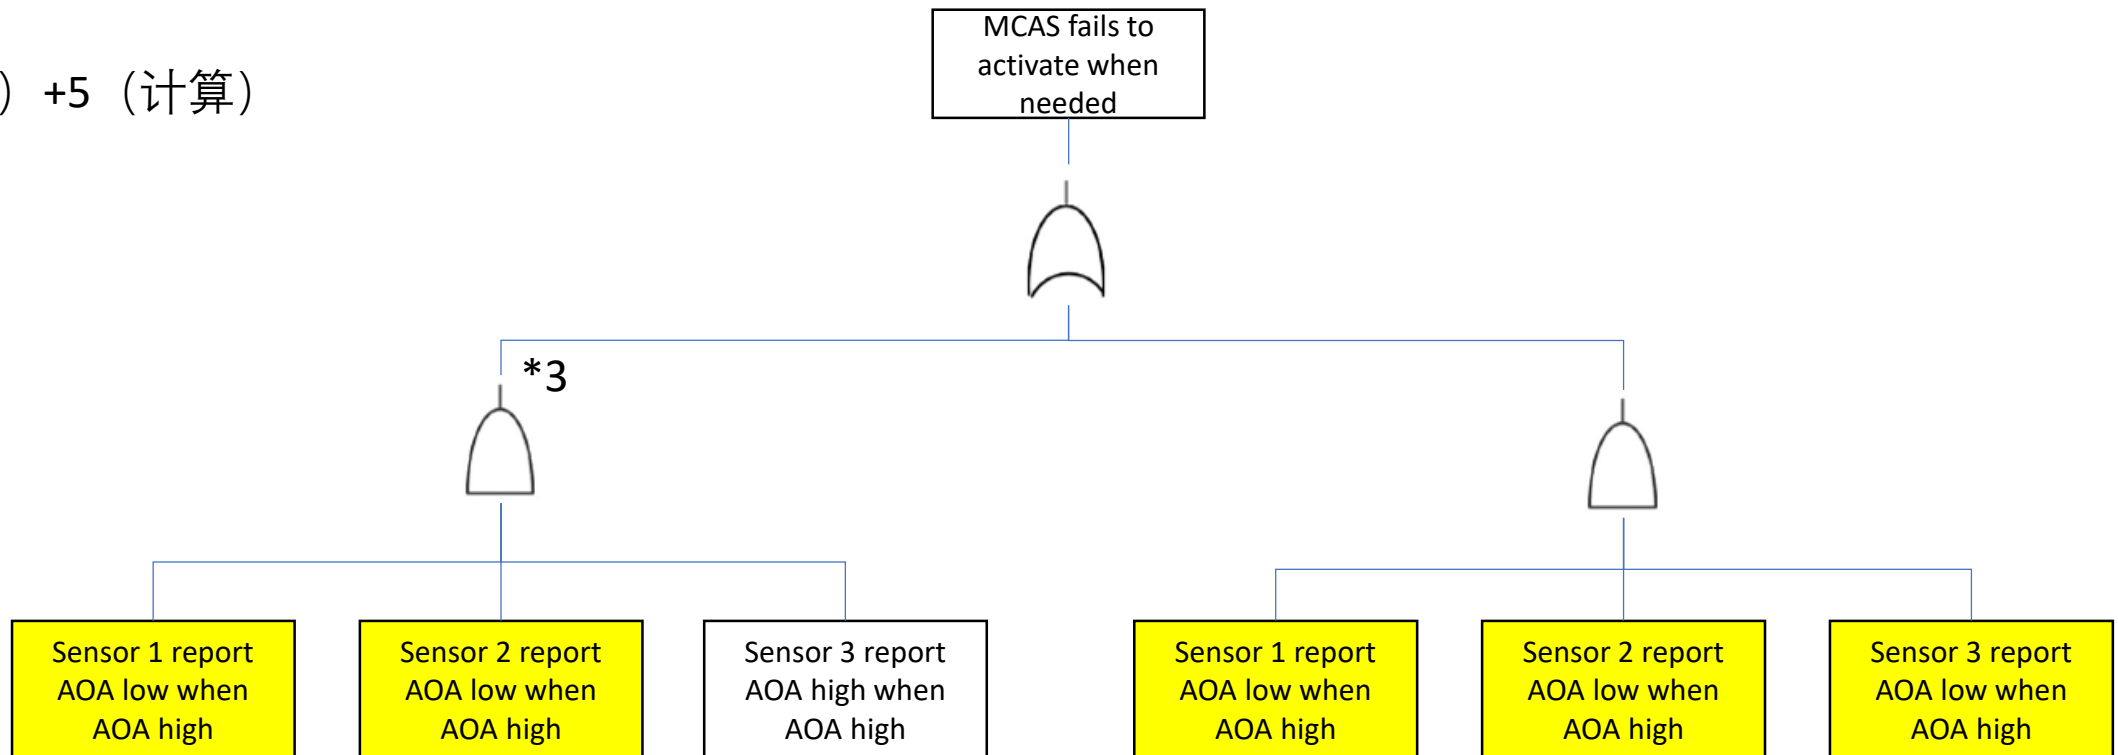 MCAS fails to
activate when
needed
）+5（计算）
*3
Sensor 1 report
AOA low when
AOA high
Sensor 2 report
AOA low when
AOA high
Sensor 3 report
AOA high when
AOA high
Sensor 1 report
AOA low when
AOA high
Sensor 2 report
AOA low when
AOA high
Sensor 3 report
AOA low when
AOA high